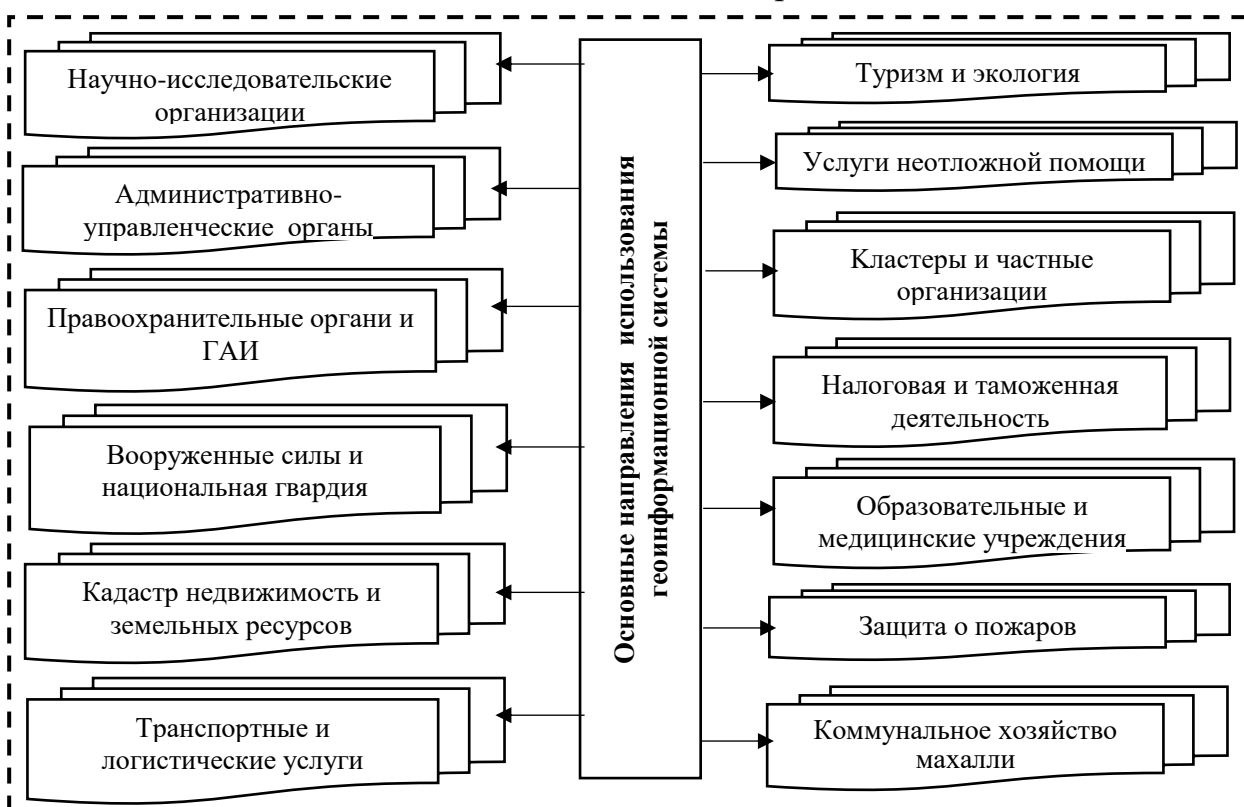 Научно-исследовательские
организации
Административно-
управленческие органы
Правоохранительные органи и
ГАИ
Вооруженные силы и
национальная гвардия
Кадастр недвижимость и
земельных ресурсов
Транспортные и
логистические услуги
Основные направления использования
геоинформационной системы
Туризм и экология
Услуги неотложной помощи
Кластеры и частные
организации
Налоговая и таможенная
деятельность
Образовательные и
медицинские учреждения
Защита о пожаров
Коммунальное хозяйство
махалли